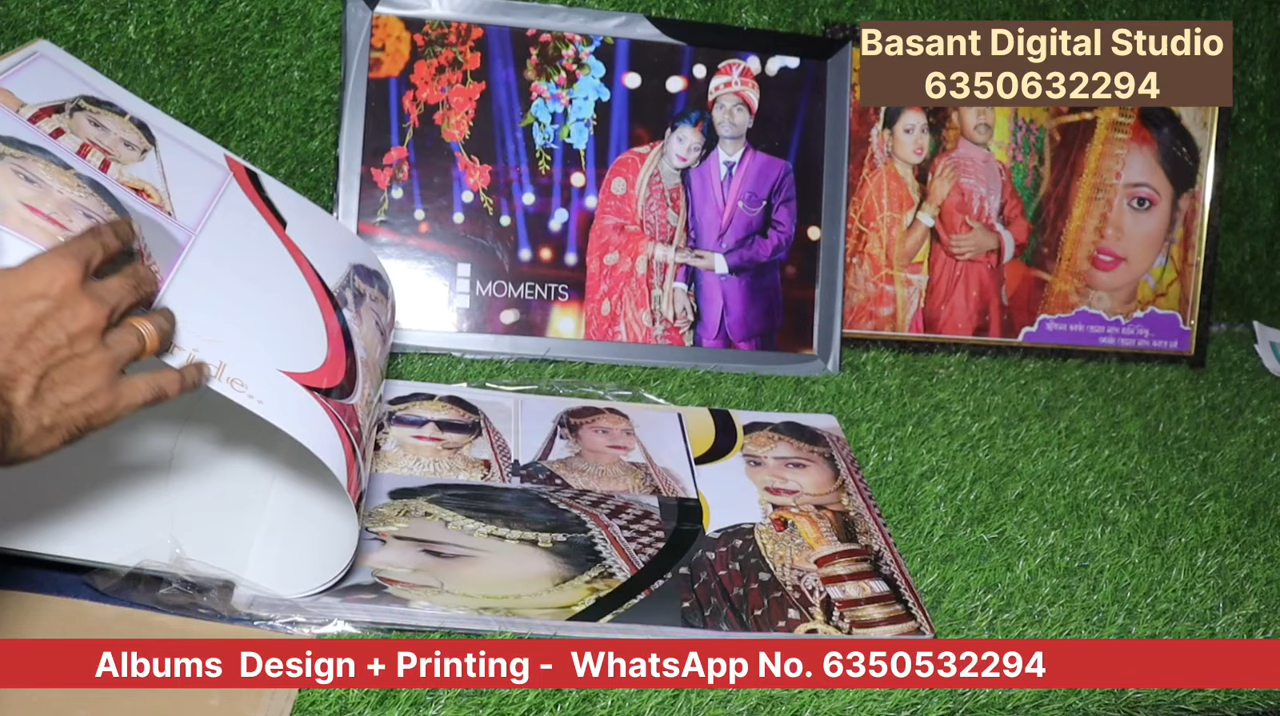 Basant Digital Studio
6350632294
MOMENTS
Albums Design + Printing - WhatsApp No. 6350532294